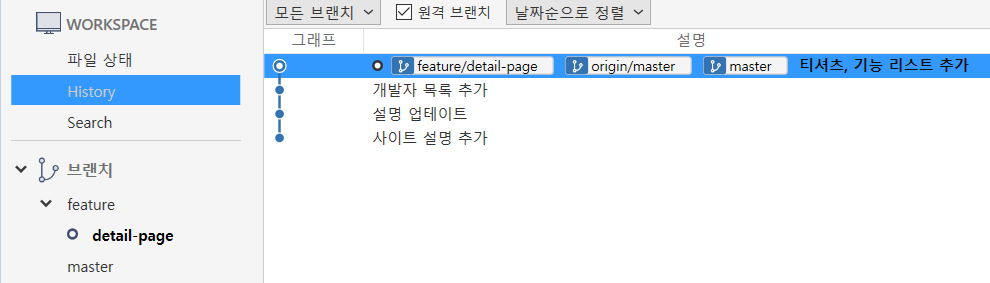 WORKSPACE
파일 상태
History
Search
브랜치
feature
detail-page
master
모든 브랜치 원격 브랜치 날짜순으로 정렬
그래프 설명
feature/detail-page origin/master master 티셔츠, 기능 리스트 추가
개발자 목록 추가
설명 업테이트
사이트 설명 추가